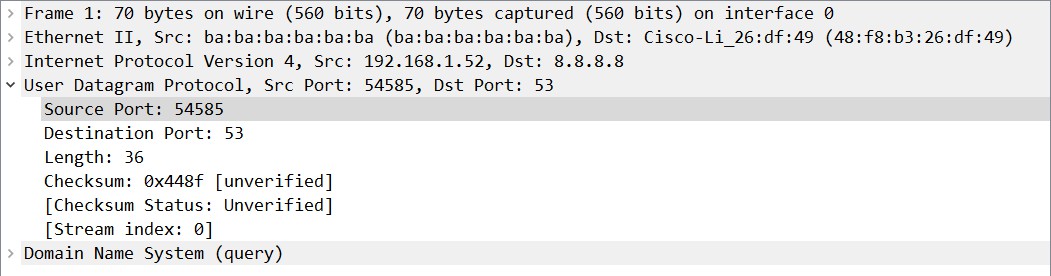 Frame 1: 70 bytes on wire (560 bits), 70 bytes captured (560 bits) on interface 0
Ethernet II, Src: ba:ba:ba:ba:ba:ba (ba:ba:ba:ba:ba:ba), Dst: Cisco-Li_26:df:49 (48:f8:b3:26:df:49)
Internet Protocol Version 4, Src: 192.168.1.52, Dst: 8.8.8.8
User Datagram Protocol, Src Port: 54585, Dst Port: 53
Source Port: 54585
Destination Port: 53
Length: 36
Checksum: 0x448f [unverified]
[Checksum Status: Unverified]
[Stream index: 0]
Domain Name System (query)